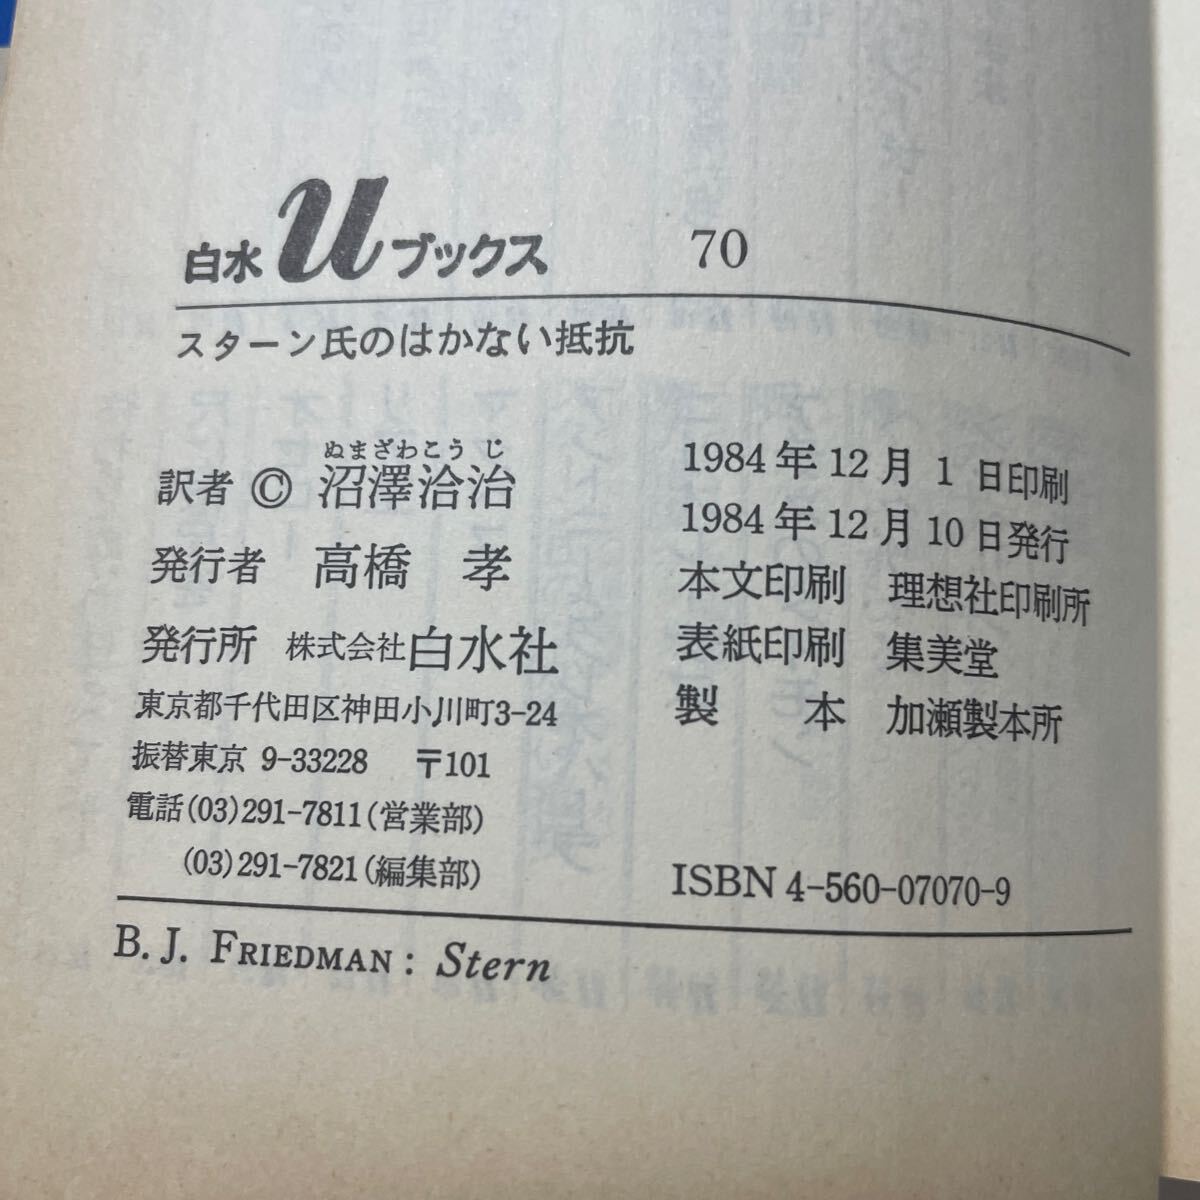 白水uブックス 70
スターン氏のはかない抵抗
ぬまざわこうじ
訳者 © 沼澤洽治
発行者 高橋 孝
発行所 株式会社白水社
東京都千代田区神田小川町3-24
振替東京 9-33228 〒101
電話(03)291-7811(営業部)
(03)291-7821(編集部)
1984年12月1日印刷
1984年12月10日発行
本文印刷 理想社印刷所
表紙印刷 集美堂
製本 加瀬製本所
ISBN 4-560-07070-9
B. J. FRIEDMAN : Stern